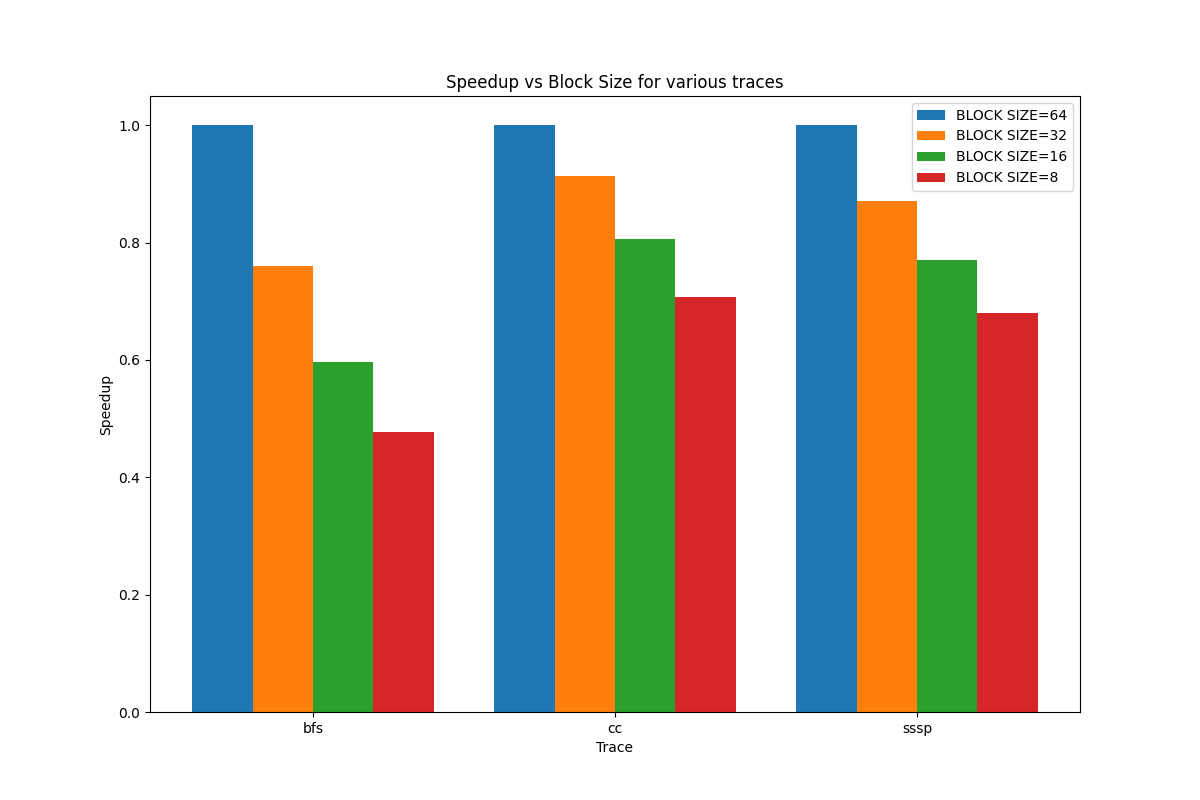 Speedup vs Block Size for various traces
BLOCK SIZE=64
BLOCK SIZE=32
BLOCK SIZE=16
BLOCK SIZE=8
Speedup
1.0
0.8
0.6
0.4
0.2
0.0
bfs
cc
sssp
Trace